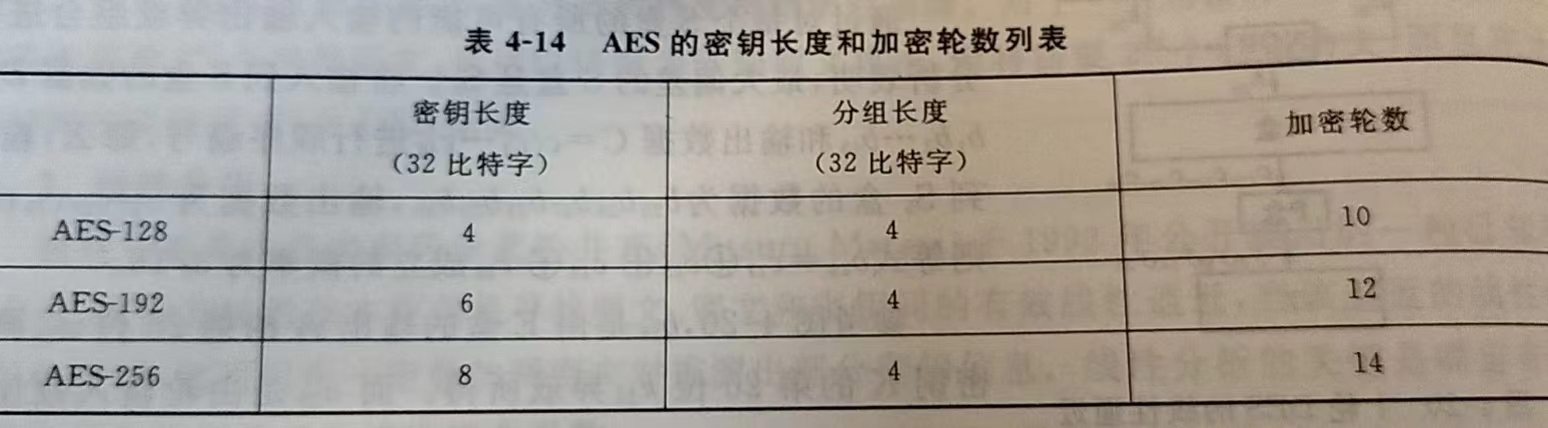 表 4-14 AES 的密钥长度和加密轮数列表
密钥长度
（32 比特字）
分组长度
（32 比特字）
加密轮数
AES-128 4 4 10
AES-192 6 4 12
AES-256 8 4 14